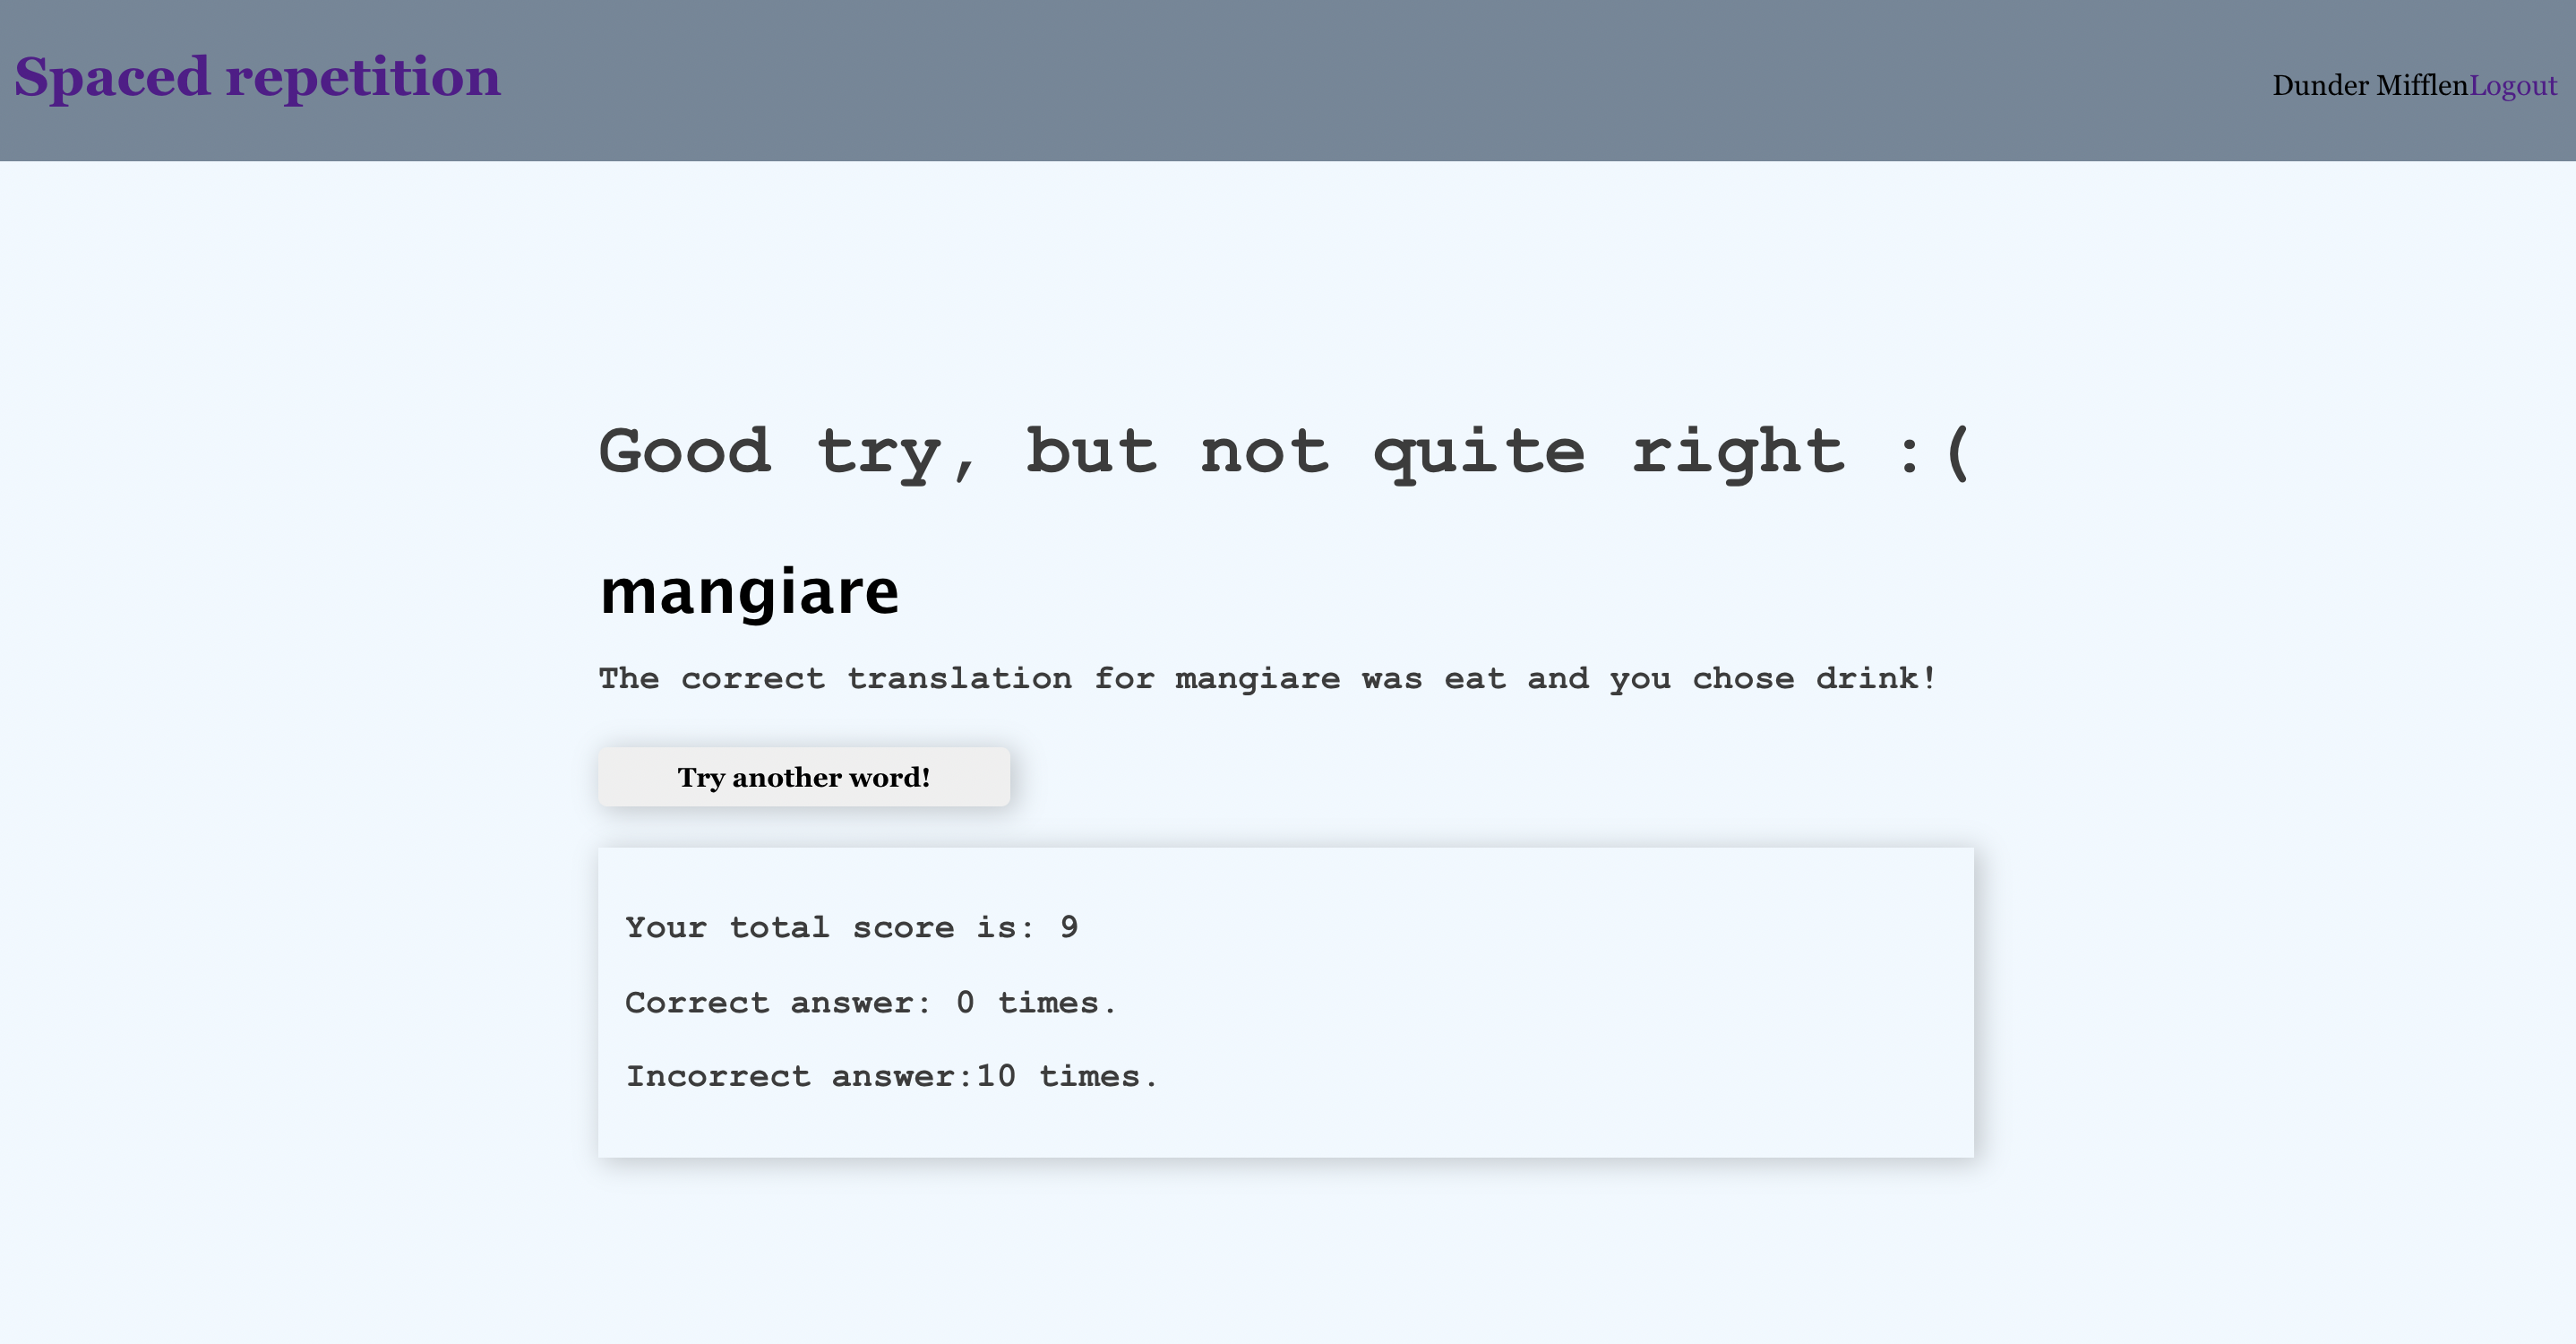 Spaced repetition
Dunder MifflenLogout
Good try, but not quite right :(
mangiare
The correct translation for mangiare was eat and you chose drink!
Try another word!
Your total score is: 9
Correct answer: 0 times.
Incorrect answer:10 times.